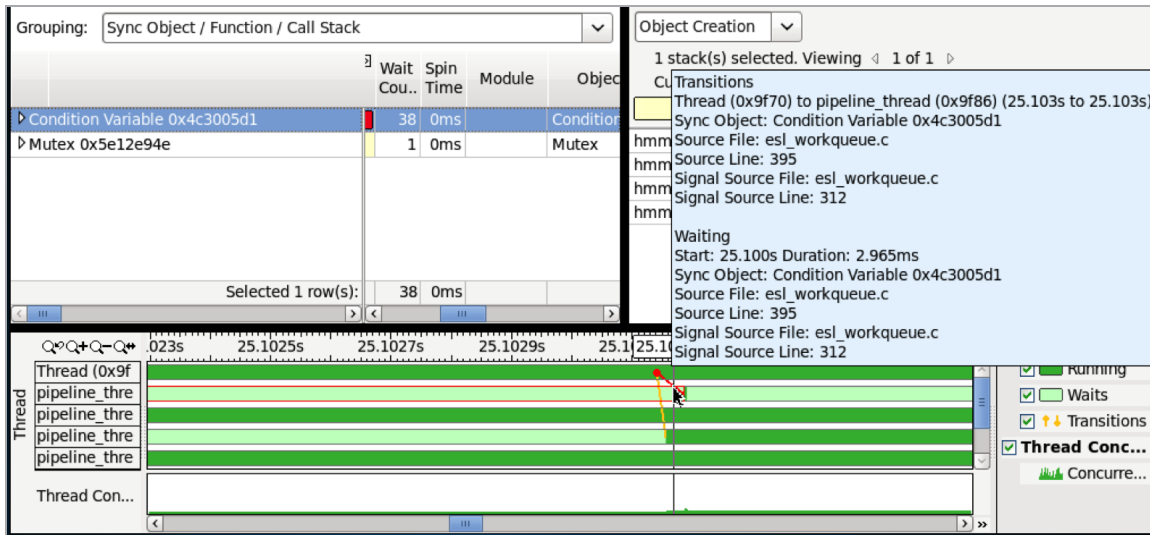 Grouping: Sync Object / Function / Call Stack
Wait Cou.. Spin Time Module Objec
Condition Variable 0x4c3005d1 38 0ms Condition
Mutex 0x5e12e94e 1 0ms Mutex
Selected 1 row(s): 38 0ms
Object Creation
1 stack(s) selected. Viewing 1 of 1
Cu
hmm
hmm
hmm
hmm
Transitions
Thread (0x9f70) to pipeline_thread (0x9f86) (25.103s to 25.103s)
Sync Object: Condition Variable 0x4c3005d1
Source File: esl_workqueue.c
Source Line: 395
Signal Source File: esl_workqueue.c
Signal Source Line: 312
Waiting
Start: 25.100s Duration: 2.965ms
Sync Object: Condition Variable 0x4c3005d1
Source File: esl_workqueue.c
Source Line: 395
Signal Source File: esl_workqueue.c
Signal Source Line: 312
.023s 25.1025s 25.1027s 25.1029s 25.1 25.10
Thread
Thread (0x9f
pipeline_thre
pipeline_thre
pipeline_thre
pipeline_thre
Thread Con...
Running
Waits
Transitions
Thread Conc...
Concurre...